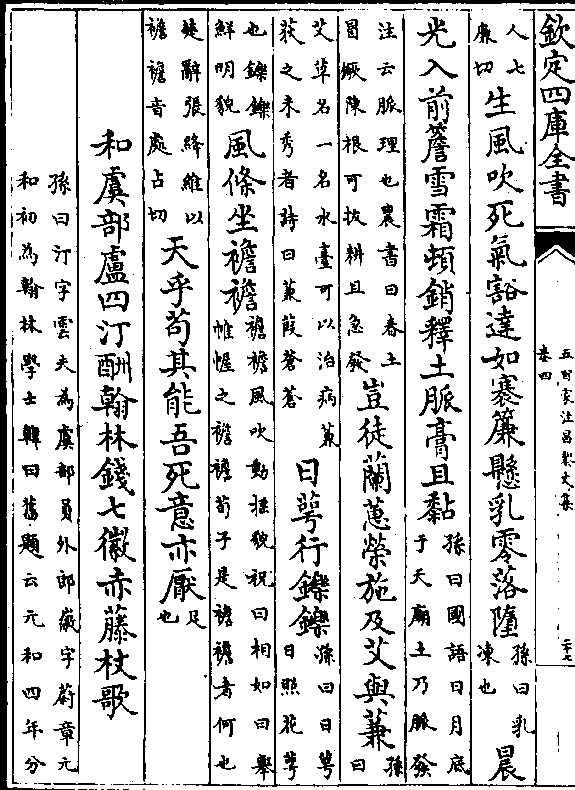 欽定四庫全書
五百家注昌黎文集
卷四
二七
人七
廉切
生風吹死氣豁達如褰簾懸乳零落隨
孫曰乳
凍也
晨
光入前簷雪霜頓銷釋土脈膏且黏
孫曰國語曰月底
于天廟土乃脈發
注云脈理也農書曰春土
冒橛陳根可拔耕且急發
豈徒蘭蕙榮施及艾與蒹
孫
曰
艾草名一名水臺可以治病蒹
荻之未秀者詩曰蒹葭蒼蒼
日萼行鑠鑠
孫曰日萼
日照花萼
也鑠鑠
鮮明貌
風條坐襜襜
襜襜風吹動揺貌祝曰相如曰舉
帷幄之襜襜荀子是襜襜者何也
楚辭張絳維以
襜襜音處占切
天乎苟其能吾死意亦厭
足
也
和虞部盧四汀酬翰林錢七徽赤藤杖歌
孫曰汀字雲夫為虞部員外郎徽字蔚章元
和初為翰林學士韓曰舊題云元和四年分